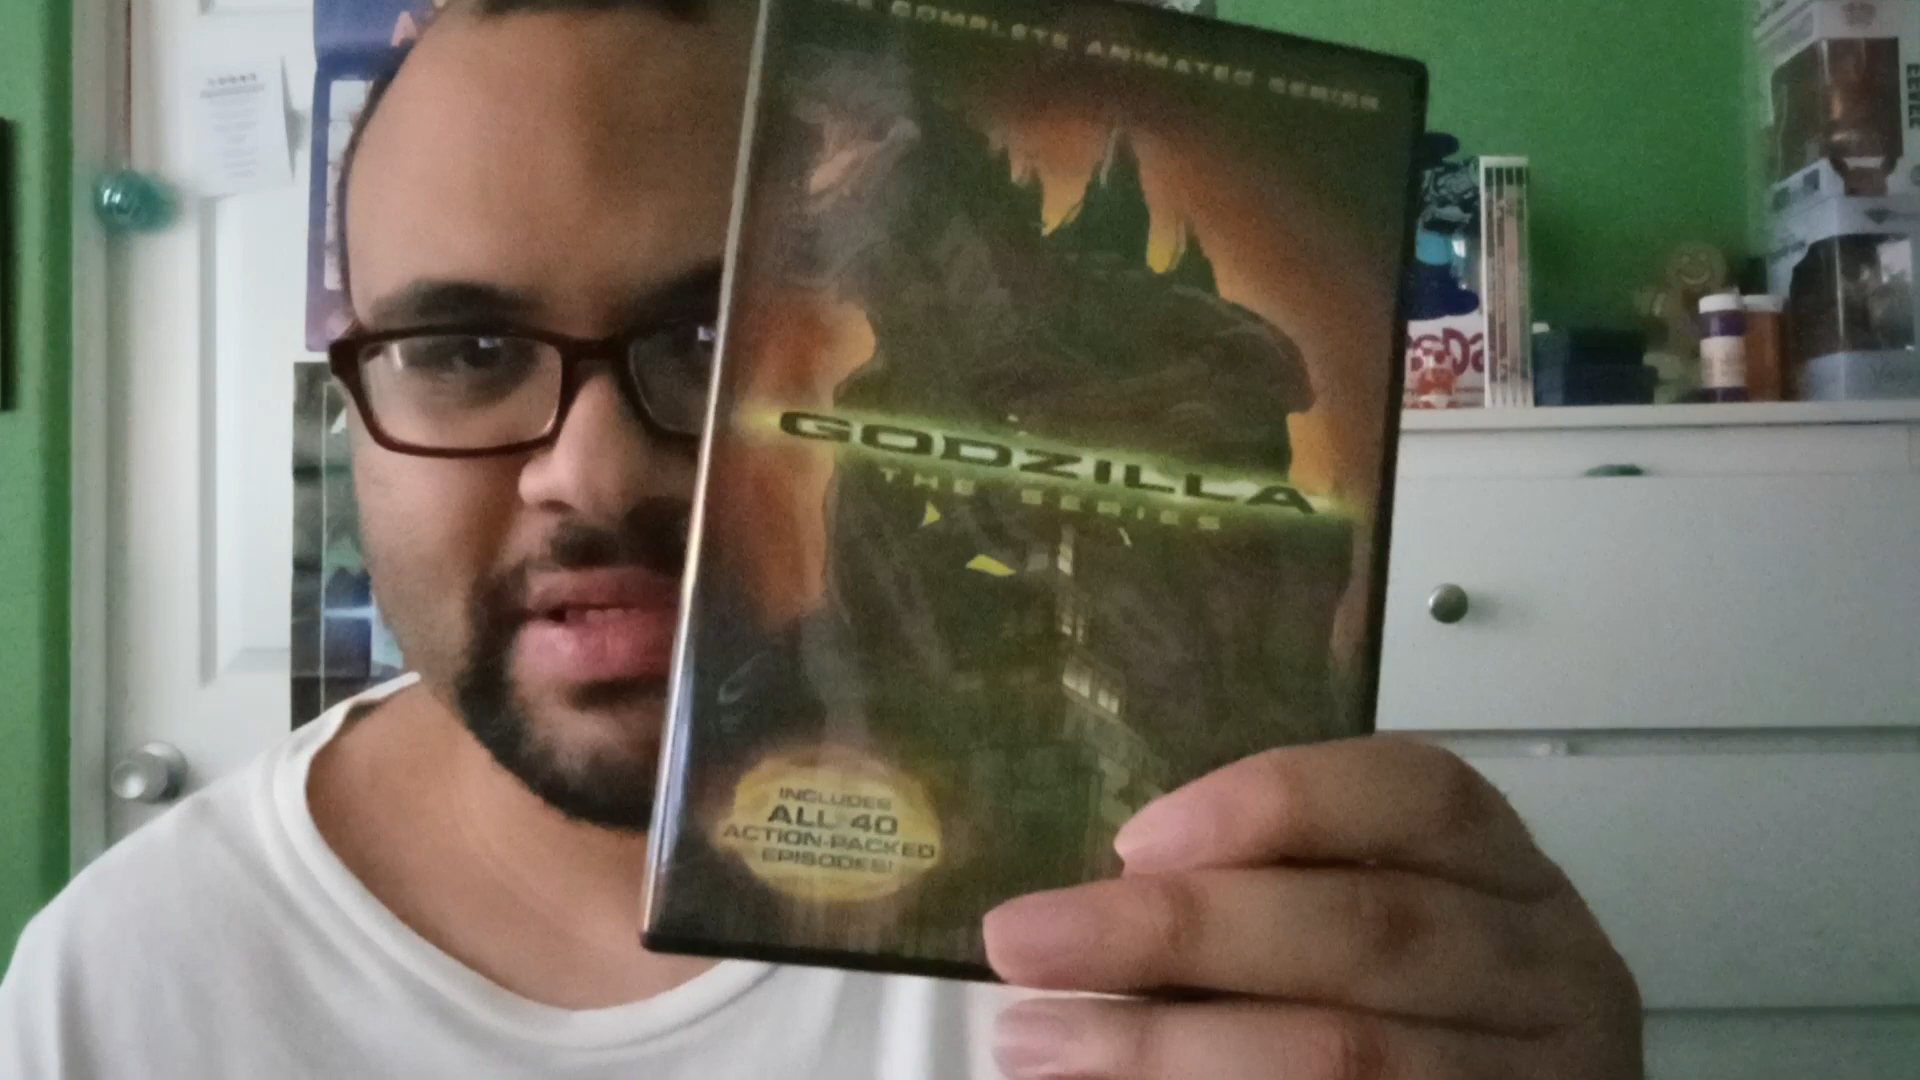 THE COMPLETE ANIMATED SERIES
GODZILLA
THE SERIES
INCLUDES
ALL 40
ACTION-PACKED
EPISODES!